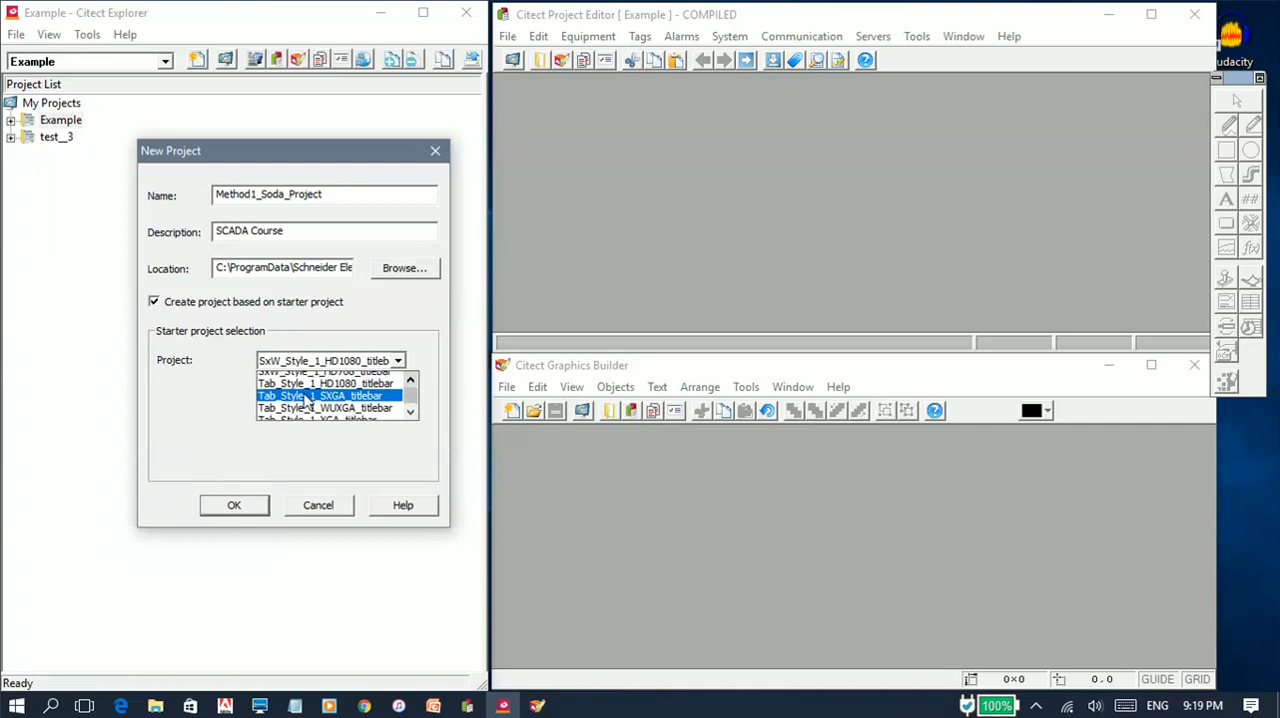 Example - Citect Explorer
File View Tools Help
Example
Project List
My Projects
Example
test__3
Ready
New Project
Name: Method1_Soda_Project
Description: SCADA Course
Location: C:\ProgramData\Schneider Ele Browse...
Create project based on starter project
Starter project selection
Project: SxW_Style_1_HD1080_titleb
SxW_Style_1_HD768_titlebar
Tab_Style_1_HD1080_titlebar
Tab_Style_1_SXGA_titlebar
Tab_Style_1_WUXGA_titlebar
Tab_Style_1_XGA_titlebar
OK Cancel Help
Citect Project Editor [ Example ] - COMPILED
File Edit Equipment Tags Alarms System Communication Servers Tools Window Help
Citect Graphics Builder
File Edit View Objects Text Arrange Tools Window Help
0×0 0 , 0 GUIDE GRID
udacity
A ##
f(x)
100% ENG 9:19 PM